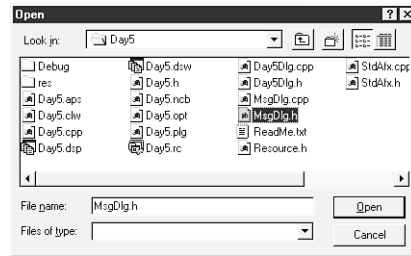 Open
Look in: Day5
Debug
res
Day5.aps
Day5.clw
Day5.cpp
Day5.dsp
Day5.dsw
Day5.h
Day5.ncb
Day5.opt
Day5.plg
Day5.rc
Day5Dlg.cpp
Day5Dlg.h
MsgDlg.cpp
MsgDlg.h
ReadMe.txt
Resource.h
StdAfx.cpp
StdAfx.h
File name: MsgDlg.h
Open
Files of type:
Cancel